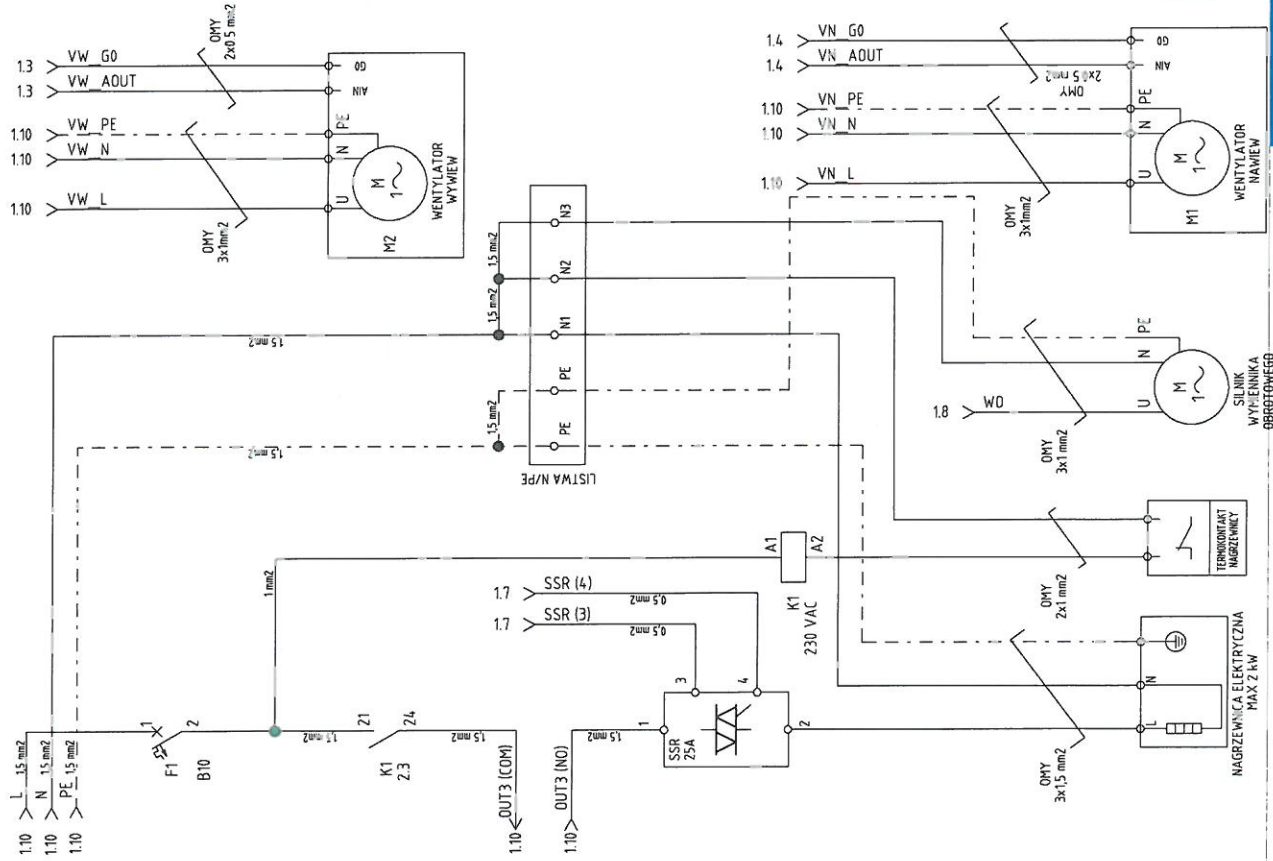 1.3 VW_G0
1.3 VW_AOUT
1.10 VW_PE
1.10 VW_N
1.10 VW_L
OMY
2x0.5 mm2
OMY
3x1mm2
G0
AIN
PE
N
U
M
1~
M2
WENTYLATOR
WYWIEW
1.4 VN_G0
1.4 VN_AOUT
1.10 VN_PE
1.10 VN_N
1.10 VN_L
OMY
2x0.5 mm2
OMY
3x1mm2
G0
AIN
PE
N
U
M
1~
M1
WENTYLATOR
NAWIEW
N3
N2
N1
PE
PE
LISTWA N/PE
1,5 mm2
1,5 mm2
1,5 mm2
1,5 mm2
1,5 mm2
1.8 WO
OMY
3x1 mm2
PE
N
U
M
1~
SILNIK
WYMIENNIKA
OBROTOWEGO
1.10 L 1,5 mm2
1.10 N 1,5 mm2
1.10 PE 1,5 mm2
1
2
F1
B10
1 mm2
1,5 mm2
21
24
K1
2.3
1,5 mm2
1.10 OUT3 (COM)
1.10 OUT3 (NO)
1,5 mm2
1.7 SSR (4)
0,5 mm2
1.7 SSR (3)
0,5 mm2
1
3
4
2
SSR
25A
A1
A2
K1
230 VAC
OMY
2x1 mm2
TERMOKONTAKT
NAGRZEWNICY
OMY
3x1,5 mm2
L
N
NAGRZEWNICA ELEKTRYCZNA
MAX 2 kW